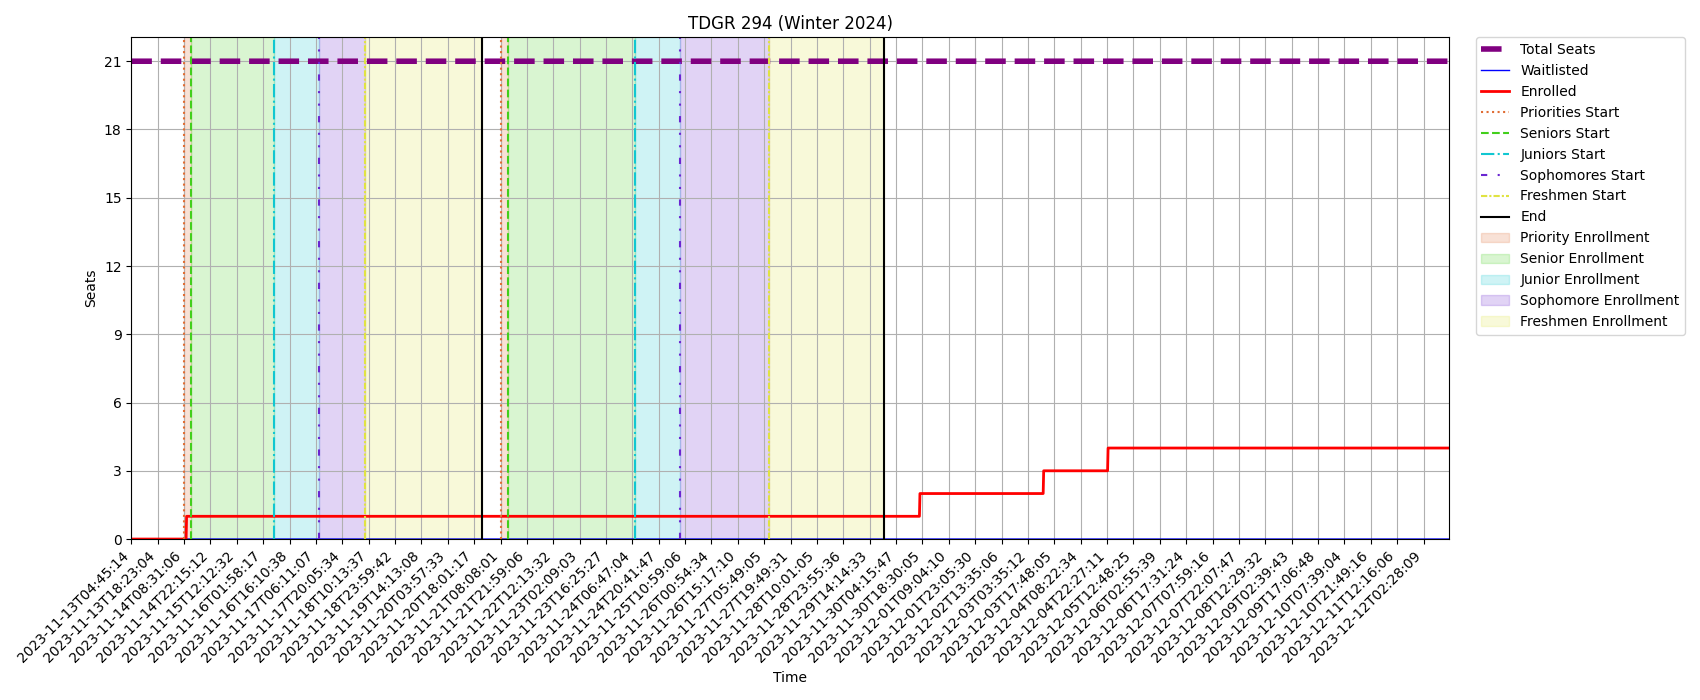 TDGR 294 (Winter 2024)
Seats
21
18
15
12
9
6
3
0
2023-11-13T04:45:14
2023-11-13T18:23:04
2023-11-14T08:31:06
2023-11-14T22:15:12
2023-11-15T12:12:32
2023-11-16T01:58:17
2023-11-16T16:10:38
2023-11-17T06:11:07
2023-11-17T20:05:34
2023-11-18T10:13:37
2023-11-18T23:59:42
2023-11-19T14:13:08
2023-11-20T03:57:33
2023-11-20T18:01:17
2023-11-21T08:08:01
2023-11-21T21:59:06
2023-11-22T12:13:32
2023-11-23T02:09:03
2023-11-23T16:25:27
2023-11-24T06:47:04
2023-11-24T20:41:47
2023-11-25T10:59:06
2023-11-26T00:54:34
2023-11-26T15:17:10
2023-11-27T05:49:05
2023-11-27T19:49:31
2023-11-28T10:01:05
2023-11-28T23:55:36
2023-11-29T14:14:33
2023-11-30T04:15:47
2023-11-30T18:30:05
2023-12-01T09:04:10
2023-12-01T23:05:30
2023-12-02T13:35:06
2023-12-03T03:35:12
2023-12-03T17:48:05
2023-12-04T08:22:34
2023-12-04T22:27:11
2023-12-05T12:48:25
2023-12-06T02:55:39
2023-12-06T17:31:24
2023-12-07T07:59:16
2023-12-07T22:07:47
2023-12-08T12:29:32
2023-12-09T02:39:43
2023-12-09T17:06:48
2023-12-10T07:39:04
2023-12-10T21:49:16
2023-12-11T12:16:06
2023-12-12T02:28:09
Time
Total Seats
Waitlisted
Enrolled
Priorities Start
Seniors Start
Juniors Start
Sophomores Start
Freshmen Start
End
Priority Enrollment
Senior Enrollment
Junior Enrollment
Sophomore Enrollment
Freshmen Enrollment